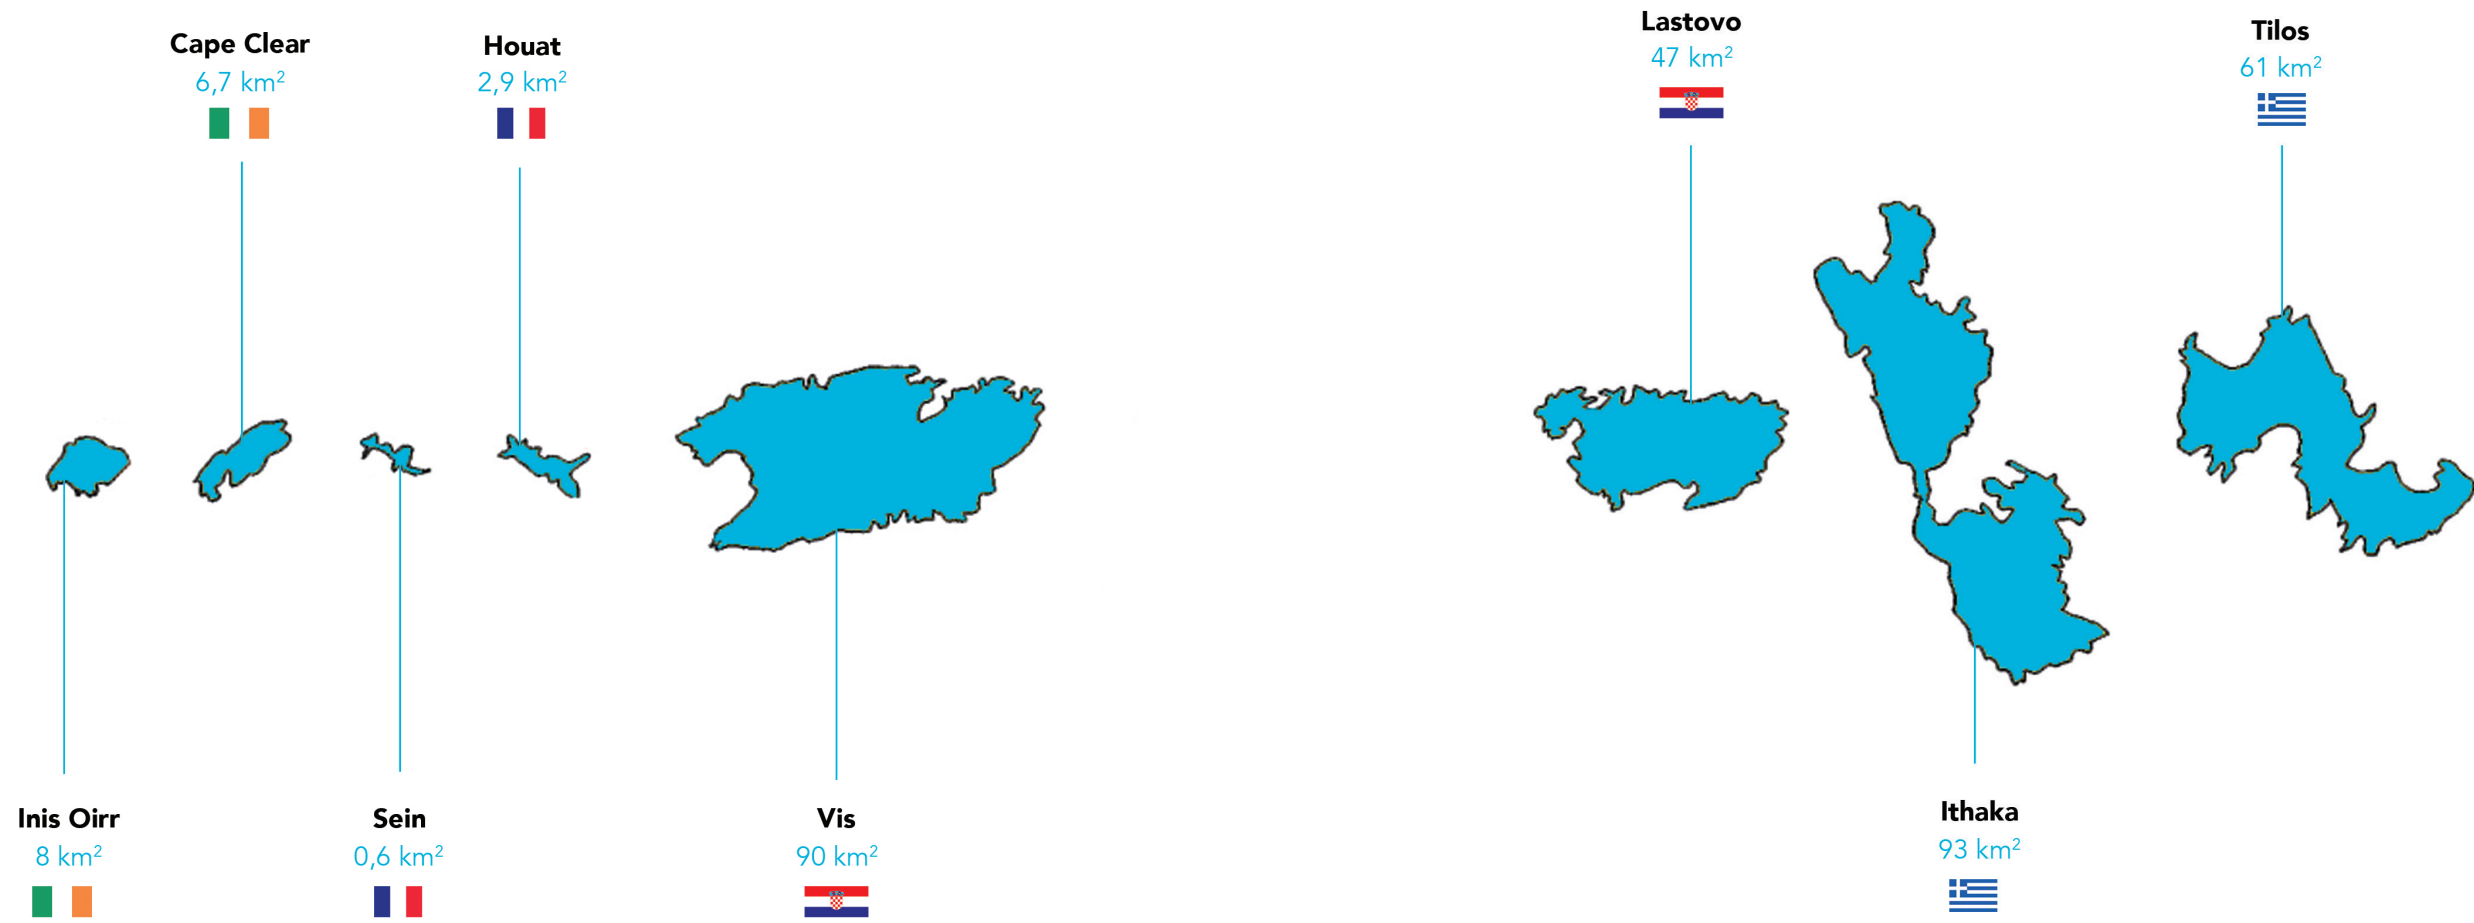 Cape Clear
6,7 km²
Houat
2,9 km²
Lastovo
47 km²
Tilos
61 km²
Inis Oirr
8 km²
Sein
0,6 km²
Vis
90 km²
Ithaka
93 km²